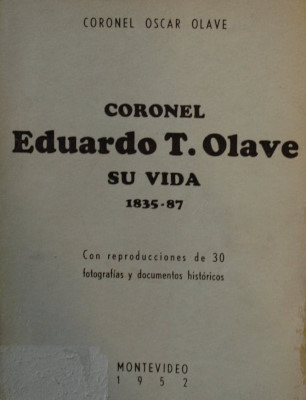 CORONEL OSCAR OLAVE
CORONEL
Eduardo T. Olave
SU VIDA
1835-87
Con reproducciones de 30
fotografías y documentos históricos
MONTEVIDEO
1952